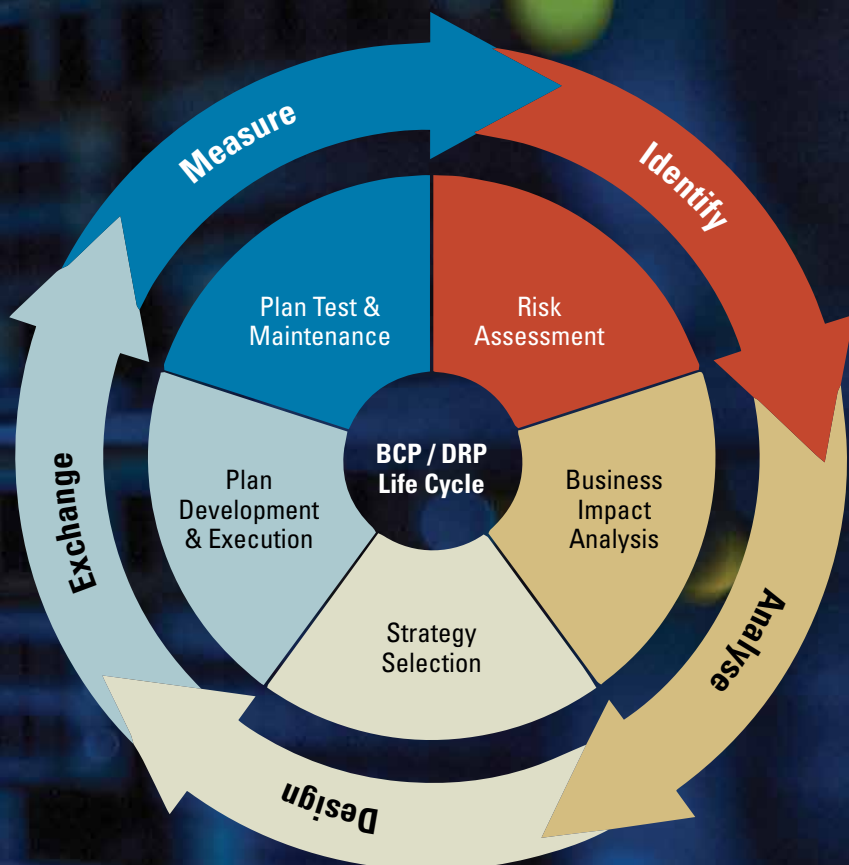 Measure
Identify
Plan Test &
Maintenance
Risk
Assessment
BCP / DRP
Life Cycle
Plan
Development
& Execution
Business
Impact
Analysis
Exchange
Strategy
Selection
Analyse
Design